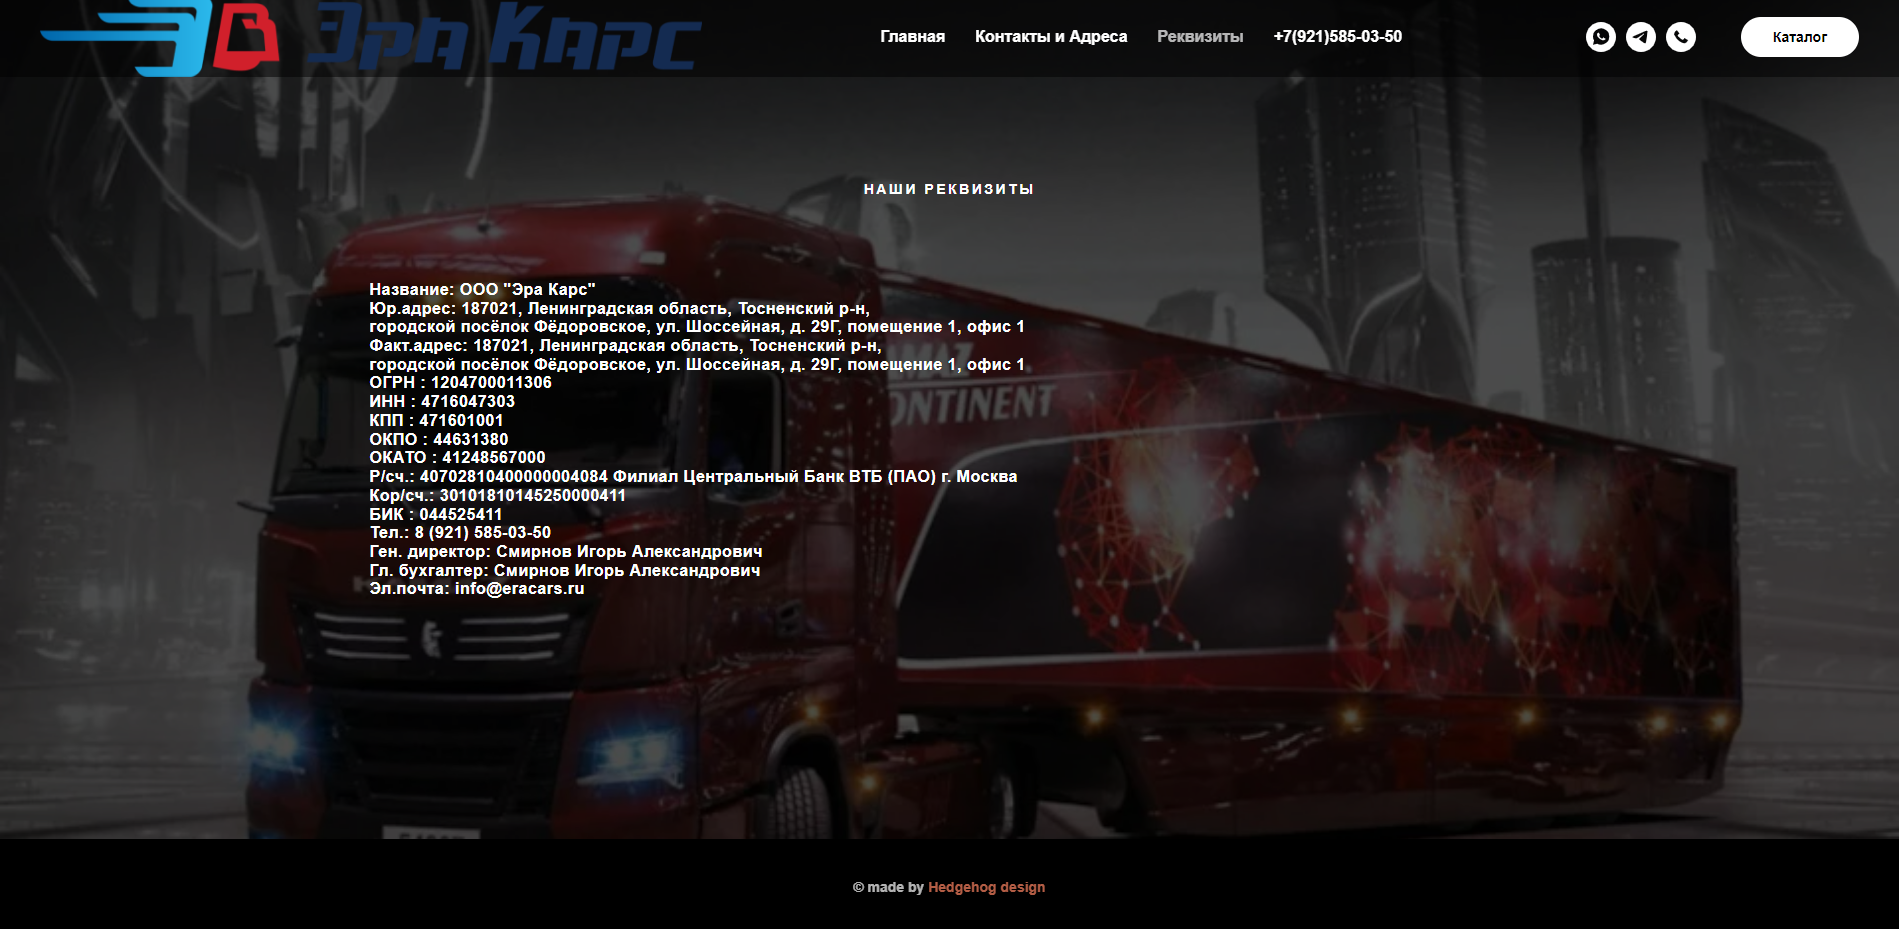 Эра Карс
Главная
Контакты и Адреса
Реквизиты
+7(921)585-03-50
Каталог
НАШИ РЕКВИЗИТЫ
Название: ООО "Эра Карс"
Юр.адрес: 187021, Ленинградская область, Тосненский р-н,
городской посёлок Фёдоровское, ул. Шоссейная, д. 29Г, помещение 1, офис 1
Факт.адрес: 187021, Ленинградская область, Тосненский р-н,
городской посёлок Фёдоровское, ул. Шоссейная, д. 29Г, помещение 1, офис 1
ОГРН : 1204700011306
ИНН : 4716047303
КПП : 471601001
ОКПО : 44631380
ОКАТО : 41248567000
Р/сч.: 40702810400000004084 Филиал Центральный Банк ВТБ (ПАО) г. Москва
Кор/сч.: 30101810145250000411
БИК : 044525411
Тел.: 8 (921) 585-03-50
Ген. директор: Смирнов Игорь Александрович
Гл. бухгалтер: Смирнов Игорь Александрович
Эл.почта: info@eracars.ru
© made by Hedgehog design